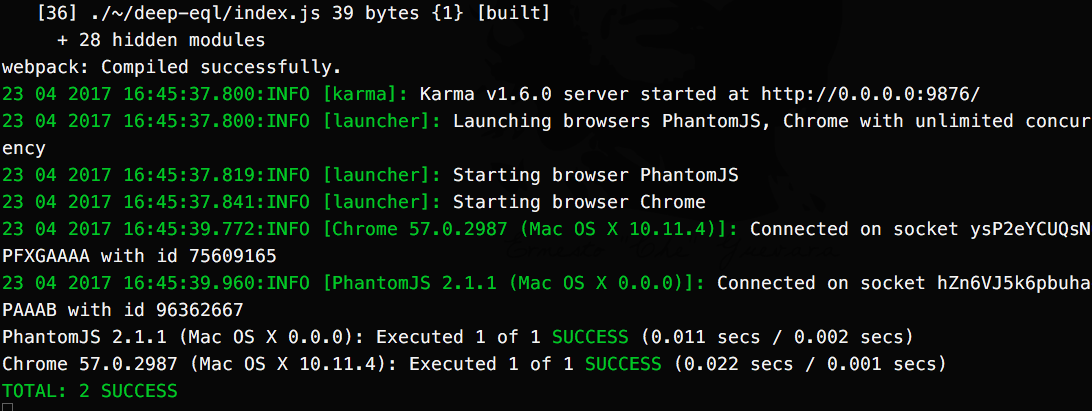 [36] ./~/deep-eql/index.js 39 bytes {1} [built]
+ 28 hidden modules
webpack: Compiled successfully.
23 04 2017 16:45:37.800:INFO [karma]: Karma v1.6.0 server started at http://0.0.0.0:9876/
23 04 2017 16:45:37.800:INFO [launcher]: Launching browsers PhantomJS, Chrome with unlimited concur
ency
23 04 2017 16:45:37.819:INFO [launcher]: Starting browser PhantomJS
23 04 2017 16:45:37.841:INFO [launcher]: Starting browser Chrome
23 04 2017 16:45:39.772:INFO [Chrome 57.0.2987 (Mac OS X 10.11.4)]: Connected on socket ysP2eYCUQsN
PFXGAAAA with id 75609165
23 04 2017 16:45:39.960:INFO [PhantomJS 2.1.1 (Mac OS X 0.0.0)]: Connected on socket hZn6VJ5k6pbuha
PAAAB with id 96362667
PhantomJS 2.1.1 (Mac OS X 0.0.0): Executed 1 of 1 SUCCESS (0.011 secs / 0.002 secs)
Chrome 57.0.2987 (Mac OS X 10.11.4): Executed 1 of 1 SUCCESS (0.022 secs / 0.001 secs)
TOTAL: 2 SUCCESS